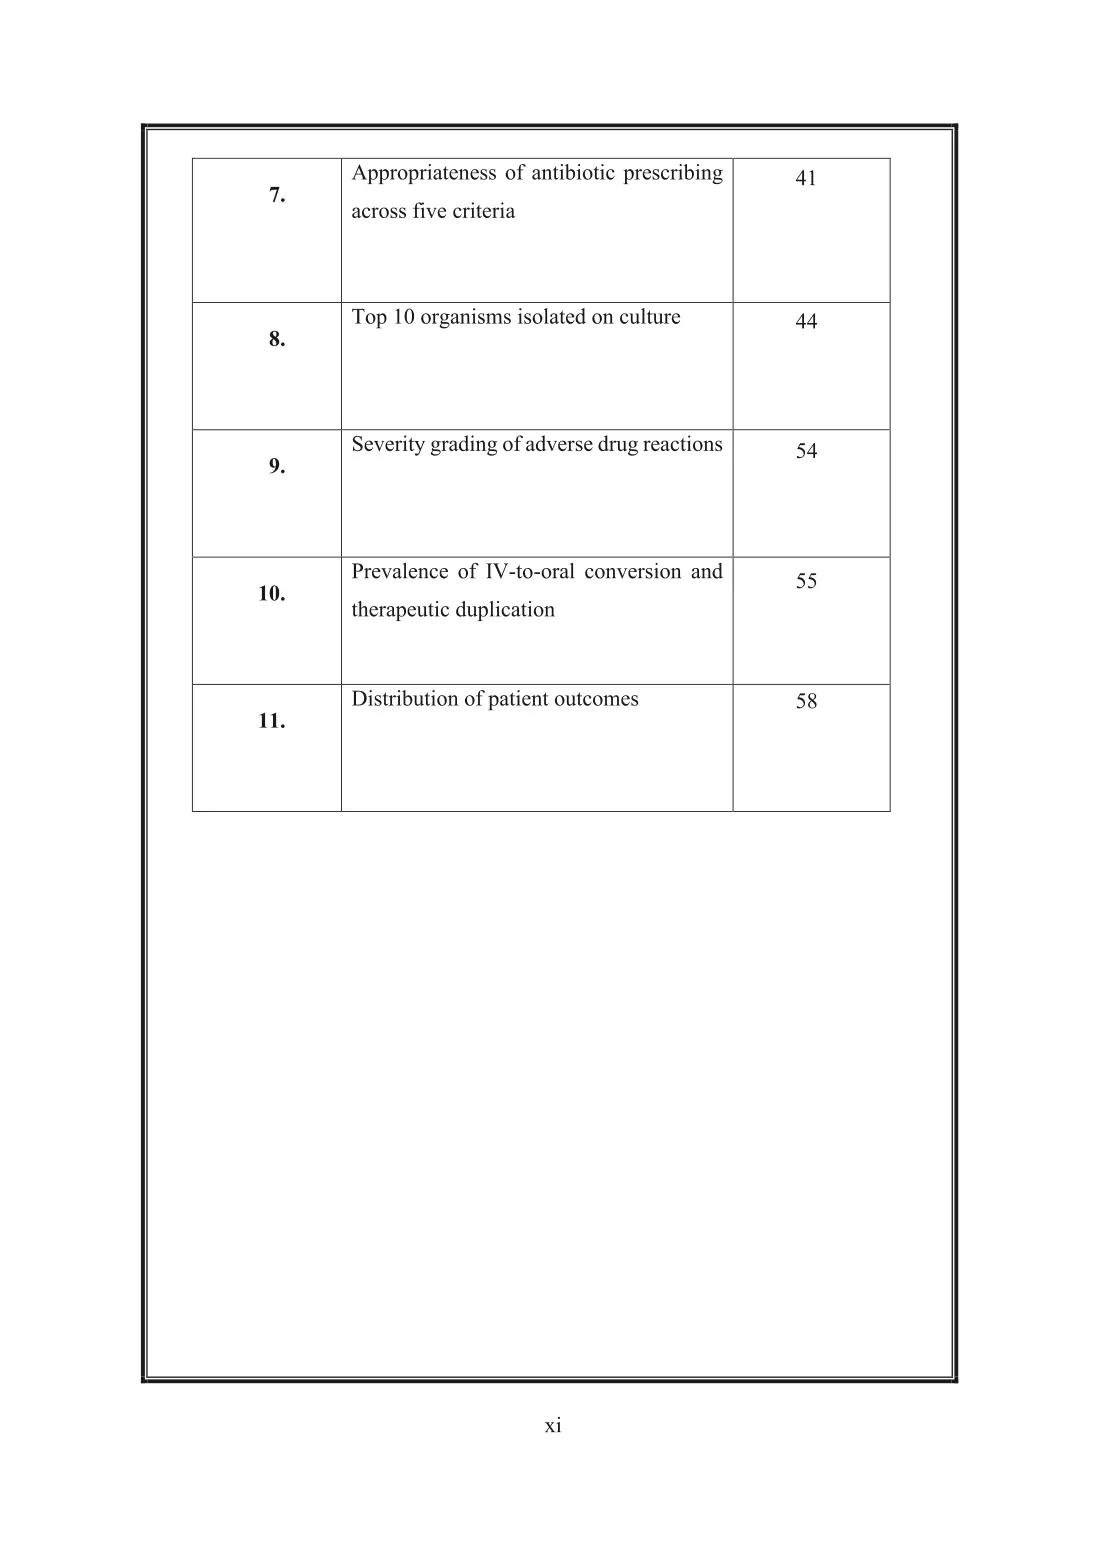 7.
Appropriateness of antibiotic prescribing
across five criteria
41
8.
Top 10 organisms isolated on culture
44
9.
Severity grading of adverse drug reactions
54
10.
Prevalence of IV-to-oral conversion and
therapeutic duplication
55
11.
Distribution of patient outcomes
58
xi